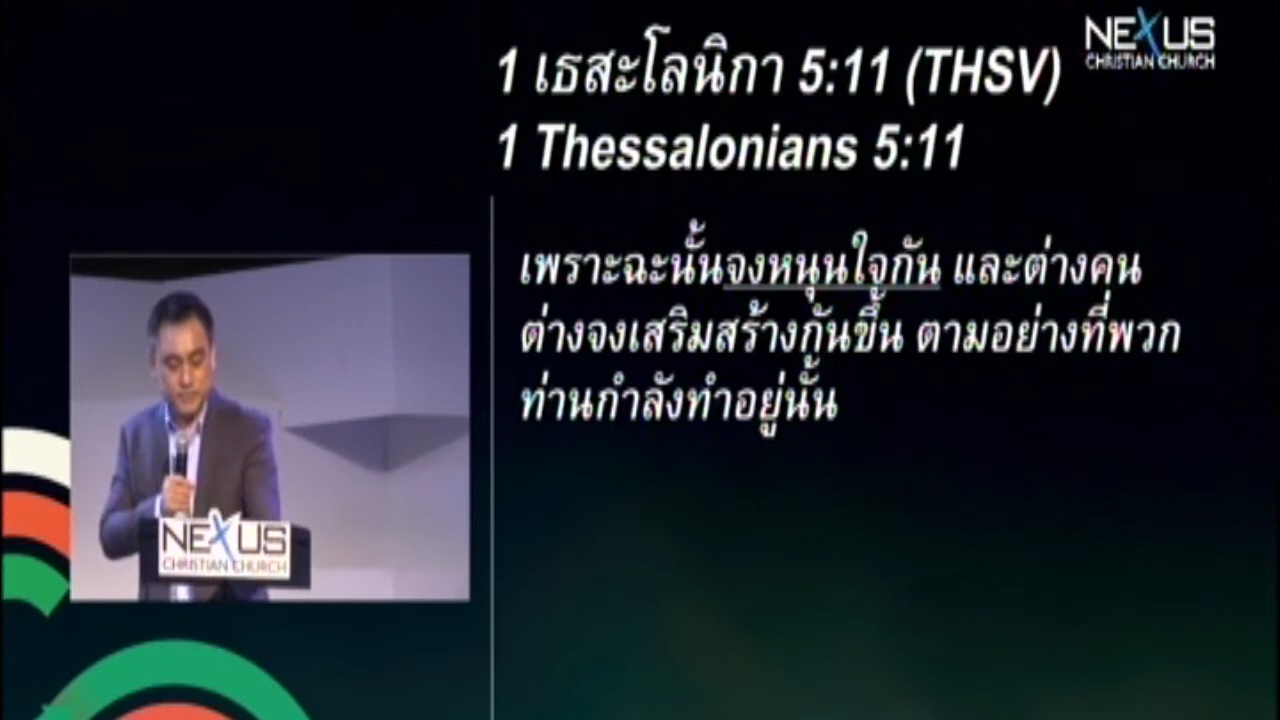 1 เธสะโลนิกา 5:11 (THSV)
1 Thessalonians 5:11
NEXUS
CHRISTIAN CHURCH
เพราะฉะนั้นจงหนุนใจกัน และต่างคน
ต่างจงเสริมสร้างกันขึ้น ตามอย่างที่พวก
ท่านกำลังทำอยู่นั้น
NEXUS
CHRISTIAN CHURCH